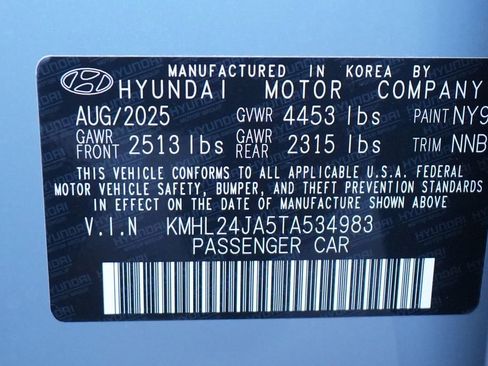 MANUFACTURED IN KOREA BY
HYUNDAI MOTOR COMPANY
AUG/2025 GVWR 4453 lbs PAINT NY9
GAWR FRONT 2513 lbs GAWR REAR 2315 lbs TRIM NNB
THIS VEHICLE CONFORMS TO ALL APPLICABLE U.S.A. FEDERAL
MOTOR VEHICLE SAFETY, BUMPER, AND THEFT PREVENTION STANDARDS
IN EFFECT ON THE DATE OF MANUFACTURE SHOWN ABOVE.
V.I.N KMHL24JA5TA534983
PASSENGER CAR